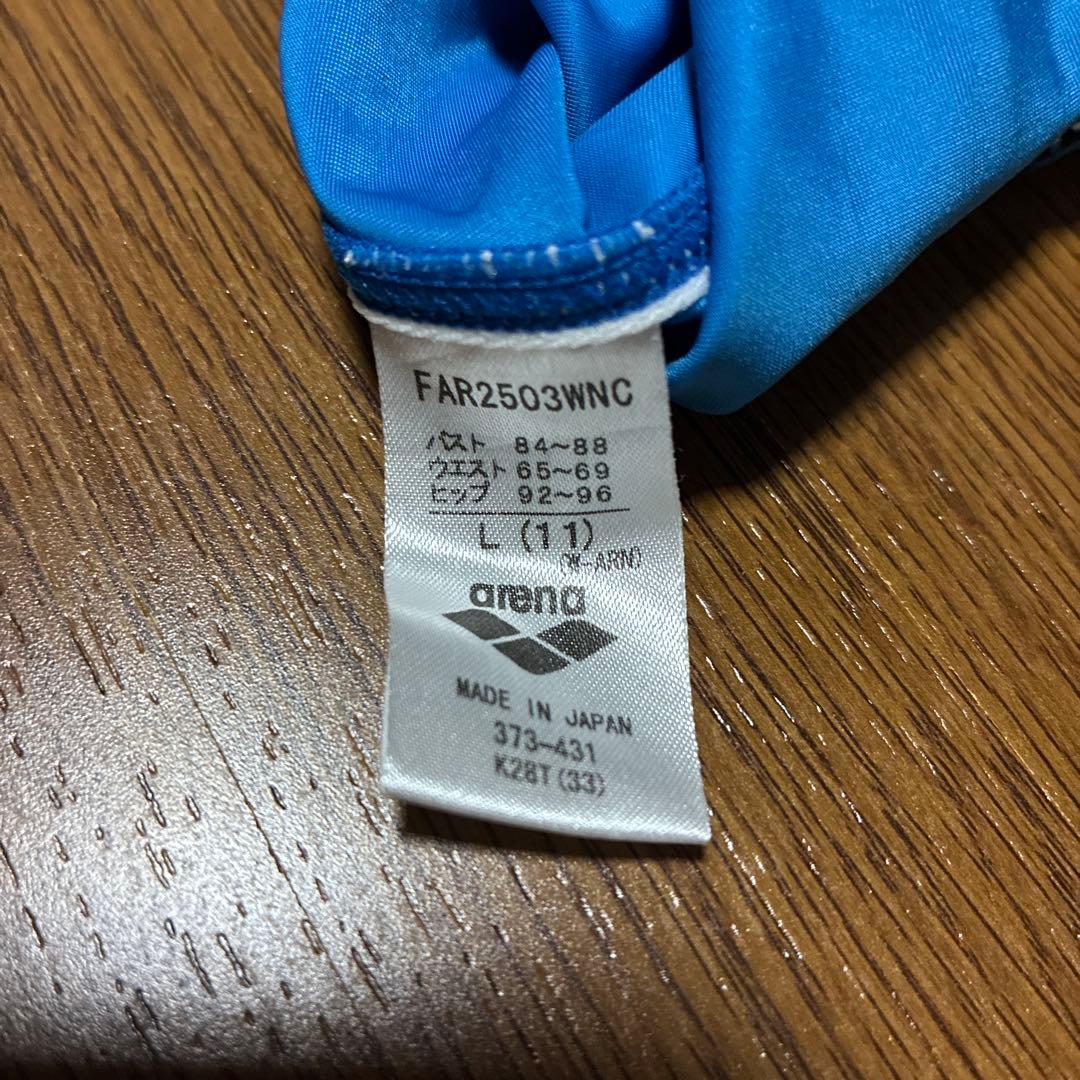 FAR2503WNC
バスト 84～88
ウエスト 65～69
ヒップ 92～96
L (11)
(W-ARN)
arena
MADE IN JAPAN
373-431
K28T(33)